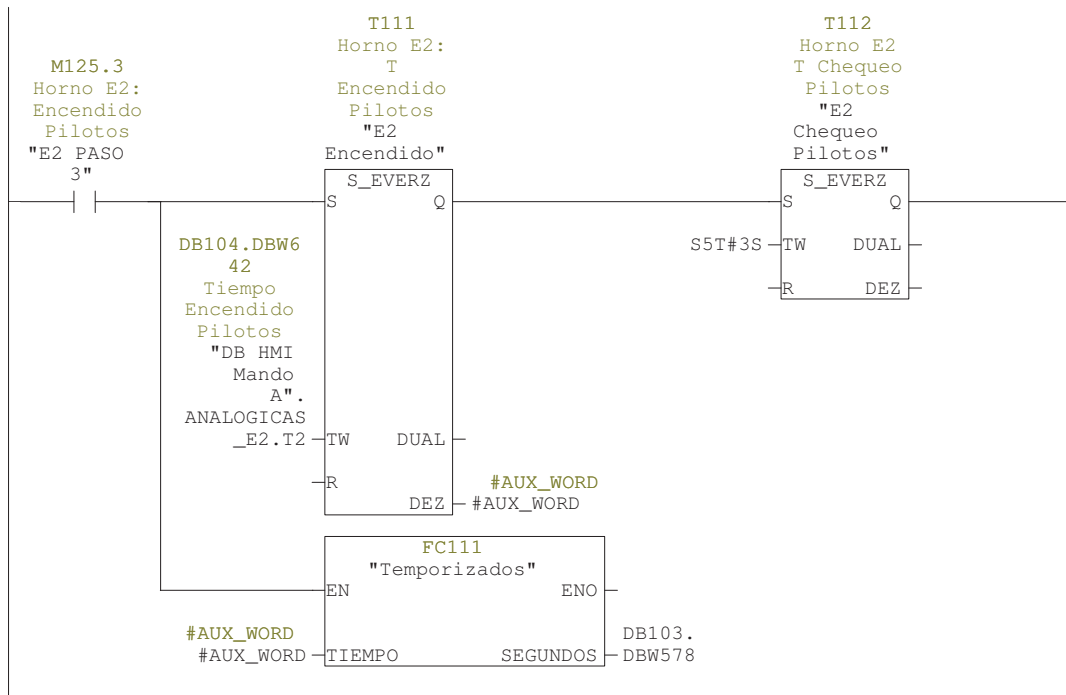 M125.3
Horno E2:
Encendido
Pilotos
"E2 PASO
3"
T111
Horno E2:
T
Encendido
Pilotos
"E2
Encendido"
S_EVERZ
S
Q
DB104.DBW6
42
Tiempo
Encendido
Pilotos
"DB HMI
Mando
A".
ANALOGICAS
_E2.T2
TW
DUAL
R
DEZ
#AUX_WORD
#AUX_WORD
T112
Horno E2
T Chequeo
Pilotos
"E2
Chequeo
Pilotos"
S_EVERZ
S
Q
S5T#3S
TW
DUAL
R
DEZ
FC111
"Temporizados"
EN
ENO
#AUX_WORD
#AUX_WORD
TIEMPO
SEGUNDOS
DB103.
DBW578